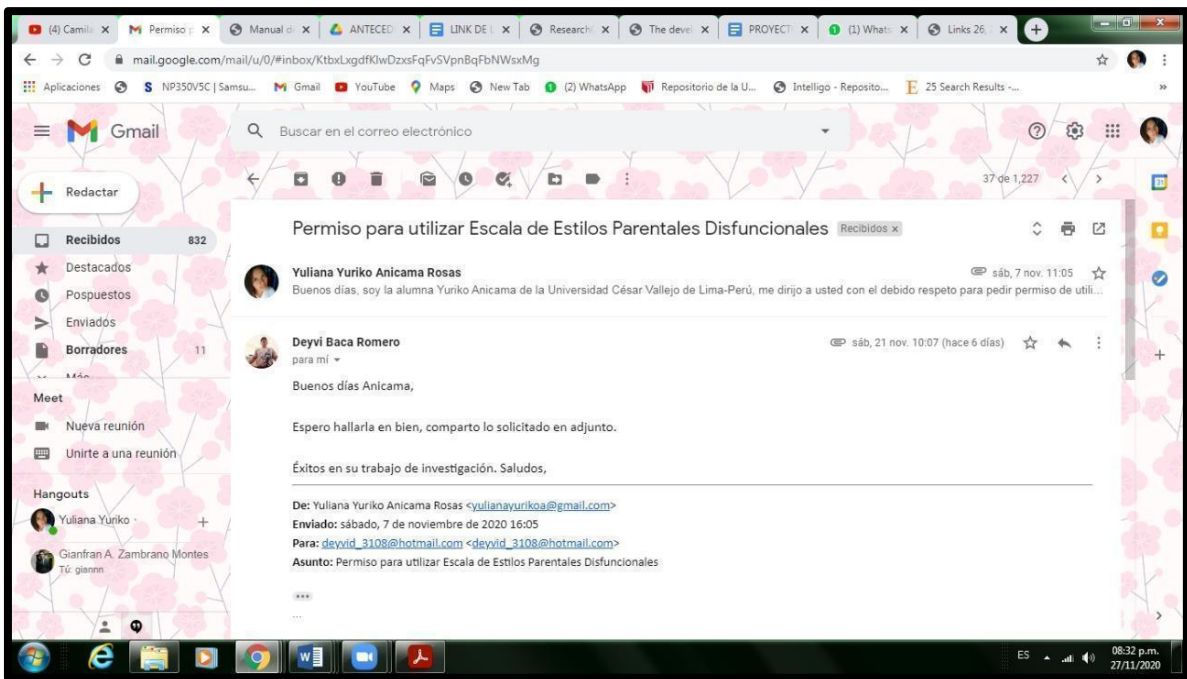 (4) Camila
Permiso p
Manual d
ANTECED
LINK DE L
Research
The devel
PROYECT
(1) Whats
Links 26,
mail.google.com/mail/u/0/#inbox/KtbxLxgdfKlwDzxsFqFvSVpnBqFbNWsxMg
Aplicaciones
NP350V5C | Samsu...
Gmail
YouTube
Maps
New Tab
(2) WhatsApp
Repositorio de la U...
Intelligo - Reposito...
25 Search Results -...
Gmail
Buscar en el correo electrónico
Redactar
37 de 1,227
Recibidos 832
Destacados
Pospuestos
Enviados
Borradores 11
Más
Meet
Nueva reunión
Unirte a una reunión
Hangouts
Yuliana Yuriko
Gianfran A. Zambrano Montes
Tú: giannn
Permiso para utilizar Escala de Estilos Parentales Disfuncionales Recibidos x
Yuliana Yuriko Anicama Rosas sáb, 7 nov. 11:05
Buenos días, soy la alumna Yuriko Anicama de la Universidad César Vallejo de Lima-Perú, me dirijo a usted con el debido respeto para pedir permiso de utili...
Deyvi Baca Romero sáb, 21 nov. 10:07 (hace 6 días)
para mí
Buenos días Anicama,
Espero hallarla en bien, comparto lo solicitado en adjunto.
Éxitos en su trabajo de investigación. Saludos,
De: Yuliana Yuriko Anicama Rosas <yulianayurikoa@gmail.com>
Enviado: sábado, 7 de noviembre de 2020 16:05
Para: deyvid_3108@hotmail.com <deyvid_3108@hotmail.com>
Asunto: Permiso para utilizar Escala de Estilos Parentales Disfuncionales
...
ES
08:32 p.m.
27/11/2020